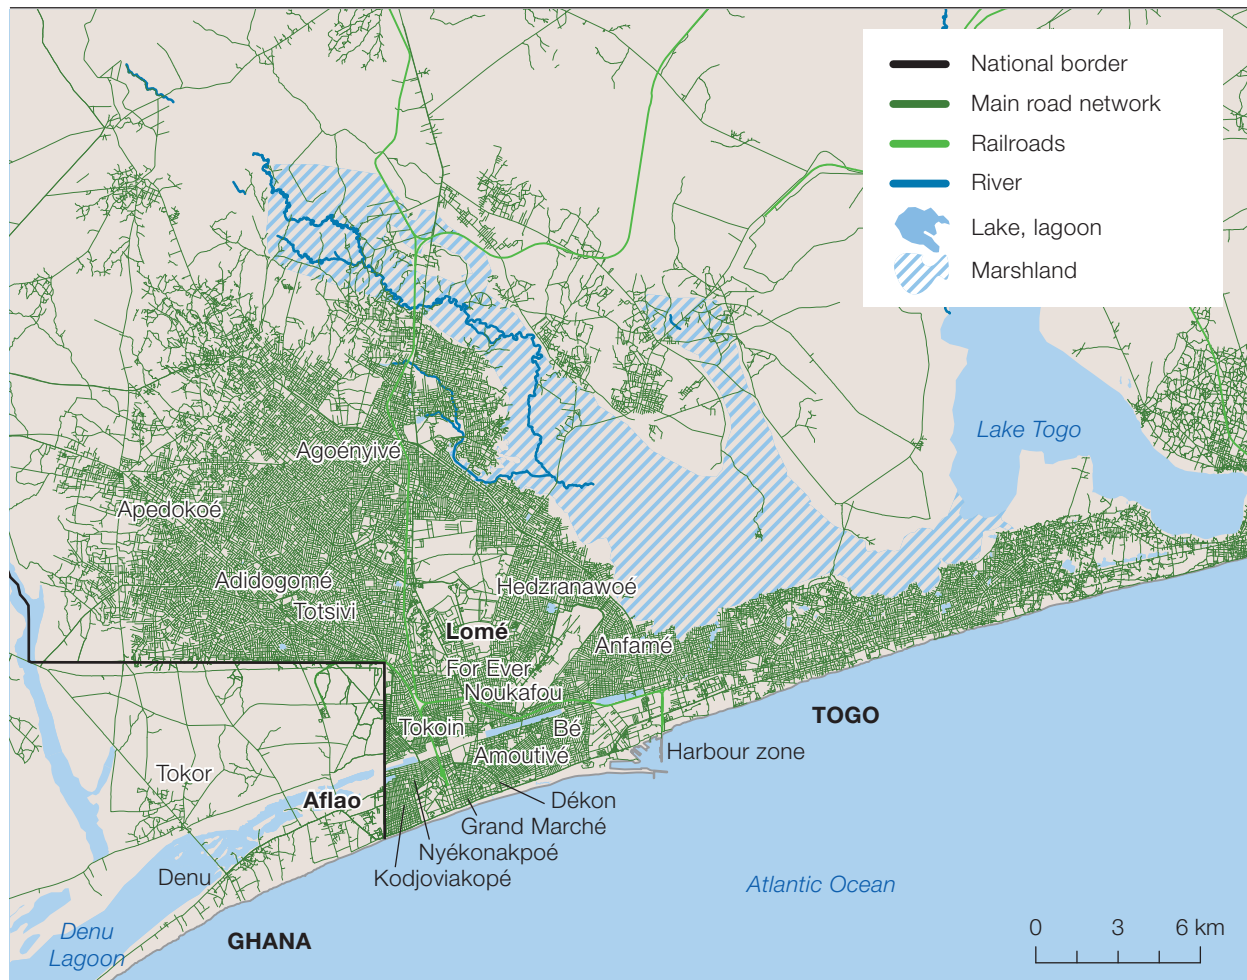 National border
Main road network
Railroads
River
Lake, lagoon
Marshland
Lake Togo
Agoényivé
Apedokoé
Adidogomé
Hedzranawoé
Totsivi
Lomé
Anfamé
For Ever
Noukafou
TOGO
Tokoin
Bé
Amoutivé
Harbour zone
Tokor
Aflao
Dékon
Grand Marché
Nyékonakpoé
Denu
Kodjoviakopé
Atlantic Ocean
Denu
Lagoon
GHANA
0 3 6 km